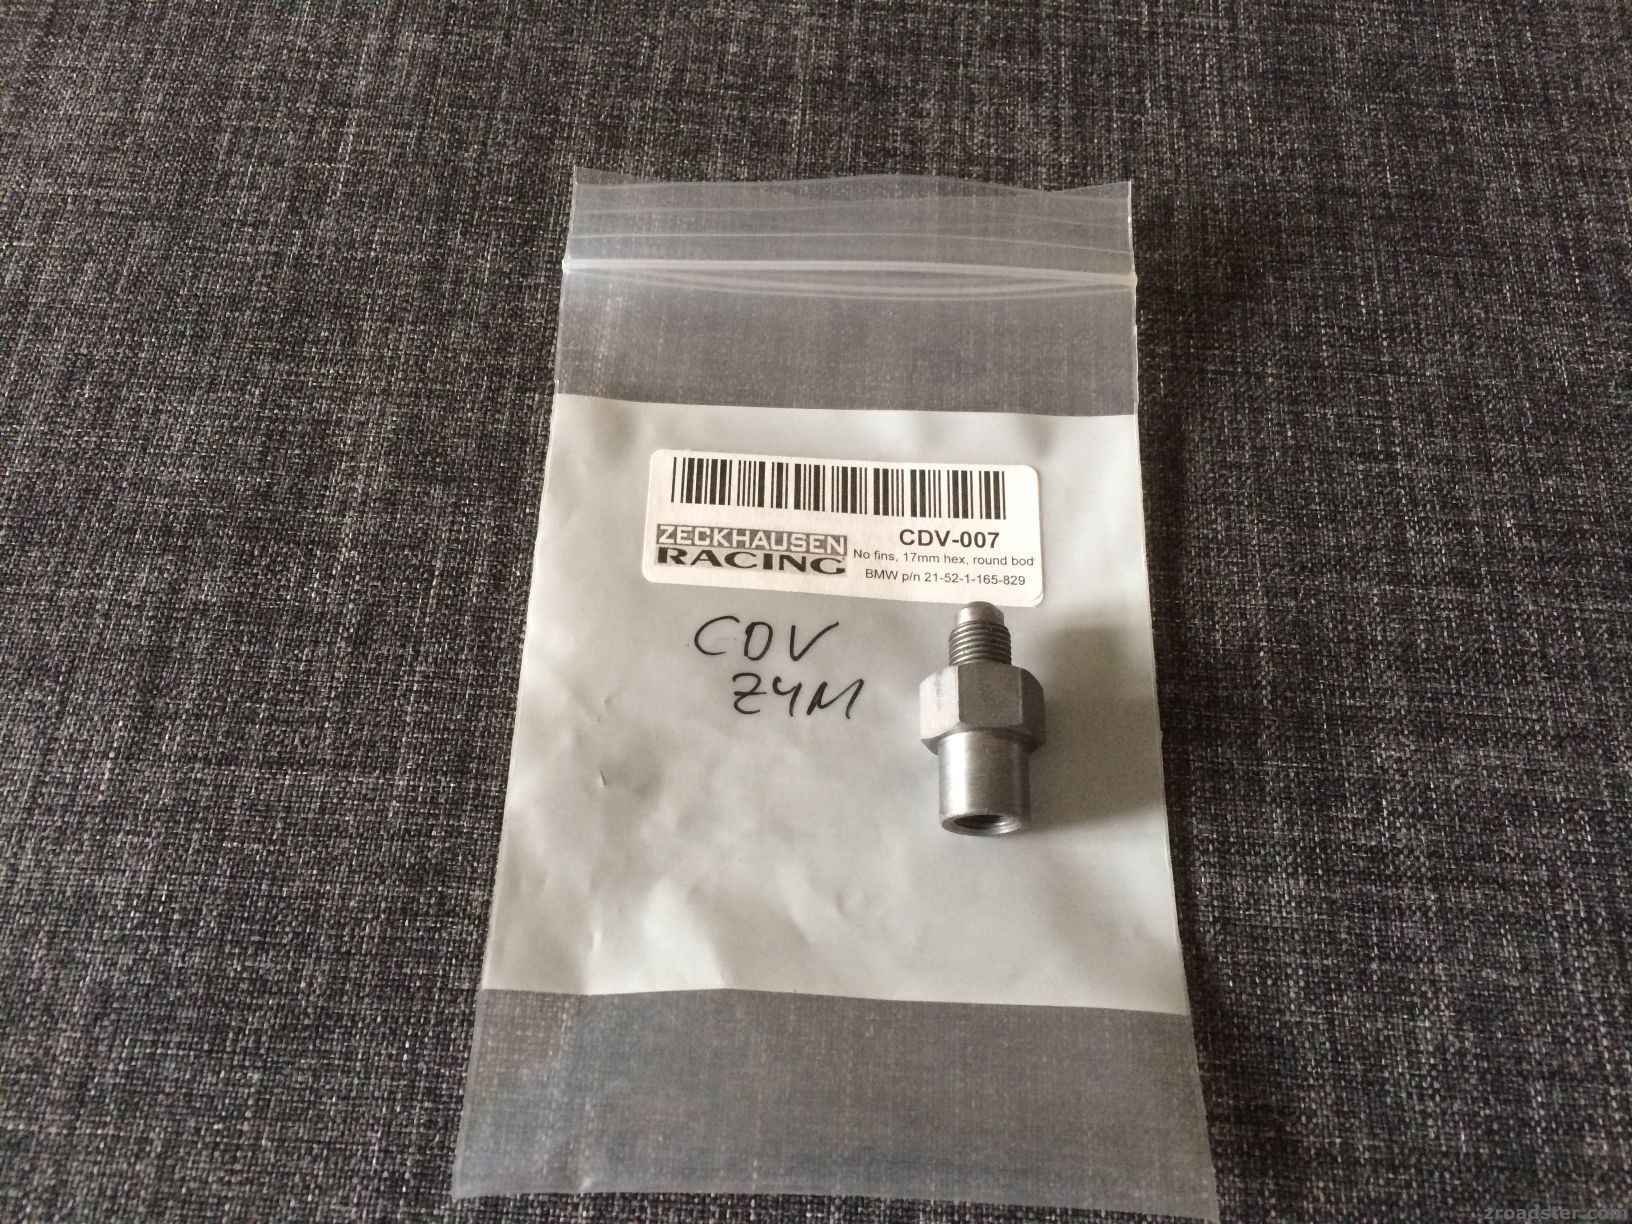 ZECKHAUSEN
RACING
CDV-007
No fins, 17mm hex, round bod
BMW p/n 21-52-1-165-829
CDV
Z4M
zroadster.com